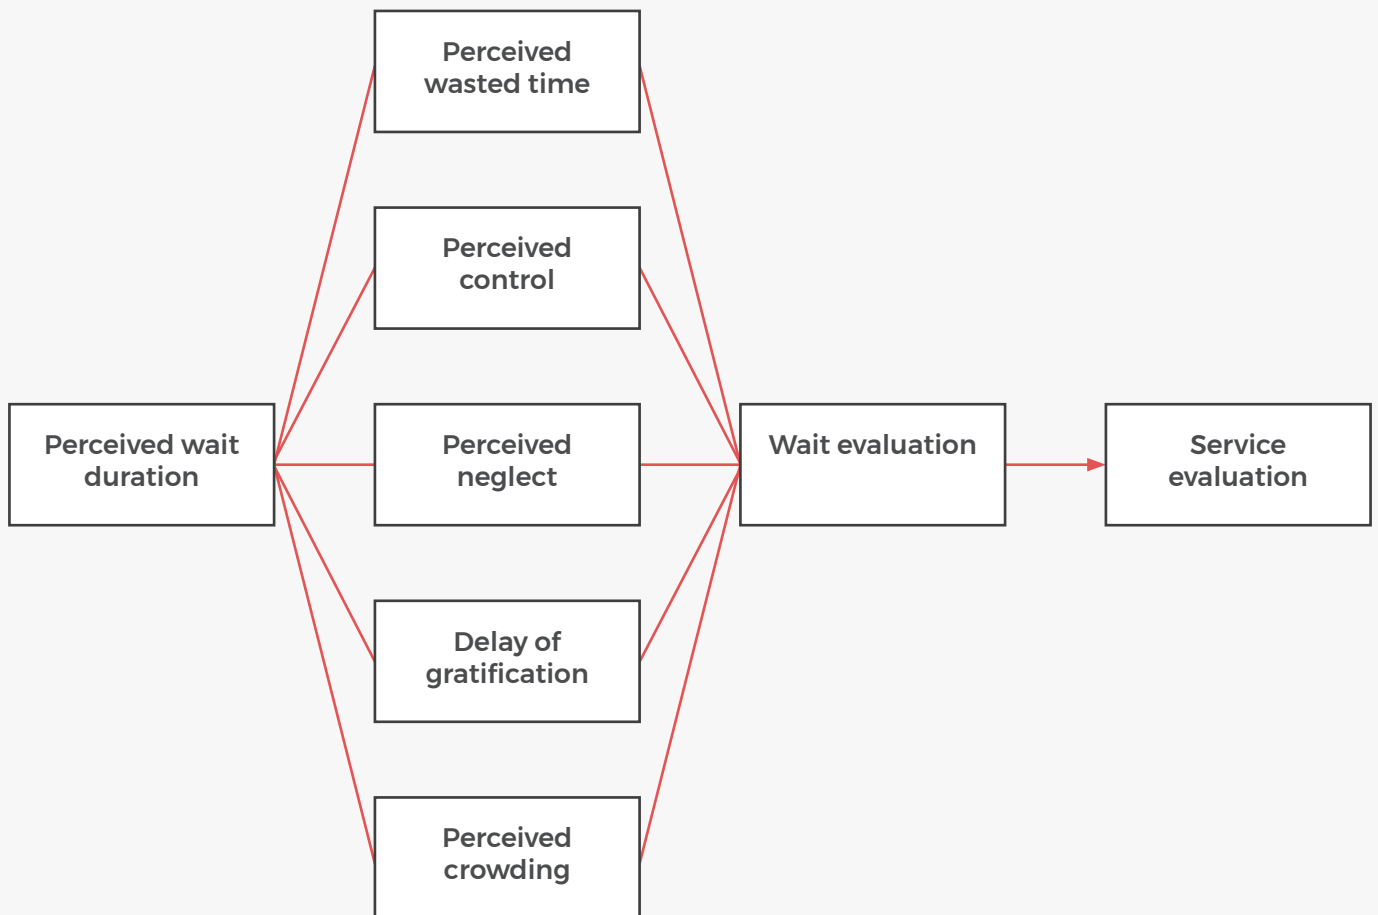 Perceived
wasted time
Perceived
control
Perceived wait
duration
Perceived
neglect
Wait evaluation
Service
evaluation
Delay of
gratification
Perceived
crowding